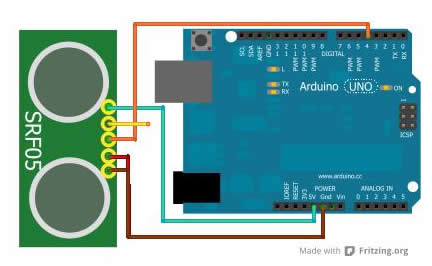 SRF05
SCL
SDA
AREF
GND
13
12
11
PWM
10
PWM
9
PWM
8
DIGITAL
7
6
PWM
5
PWM
4
3
PWM
2
TX
1
RX
0
L
TX
RX
Arduino UNO
ON
ICSP
1
www.arduino.cc
POWER
ANALOG IN
IOREF
RESET
3V3
5V
Gnd
Vin
0 1 2 3 4 5
Made with Fritzing.org